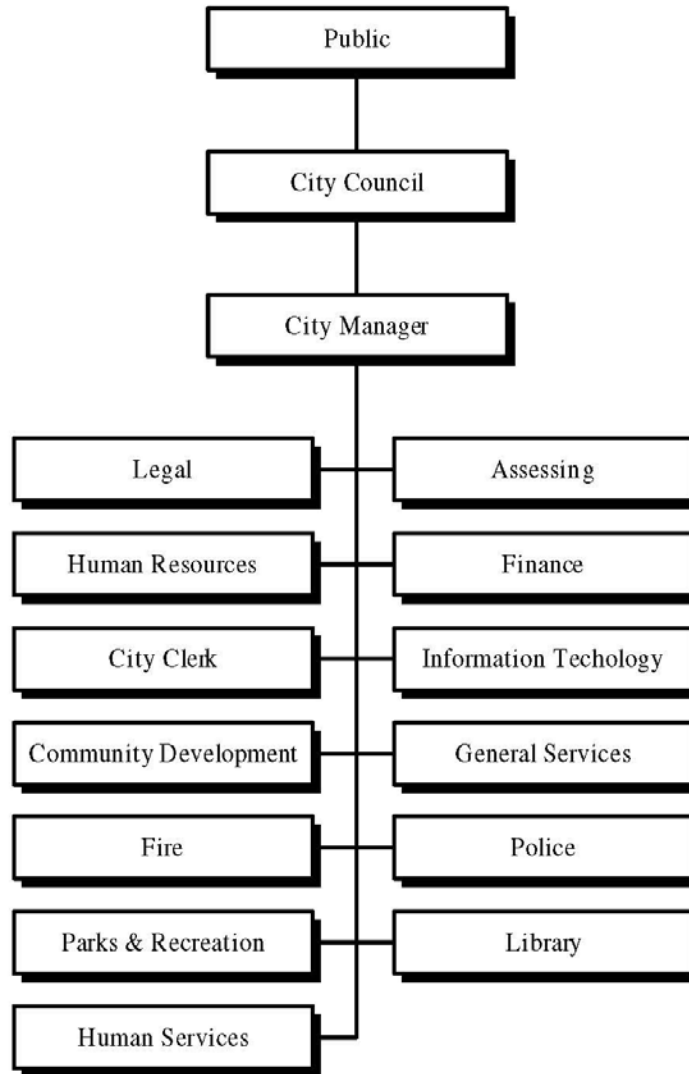 Public
City Council
City Manager
Legal
Assessing
Human Resources
Finance
City Clerk
Information Techology
Community Development
General Services
Fire
Police
Parks & Recreation
Library
Human Services